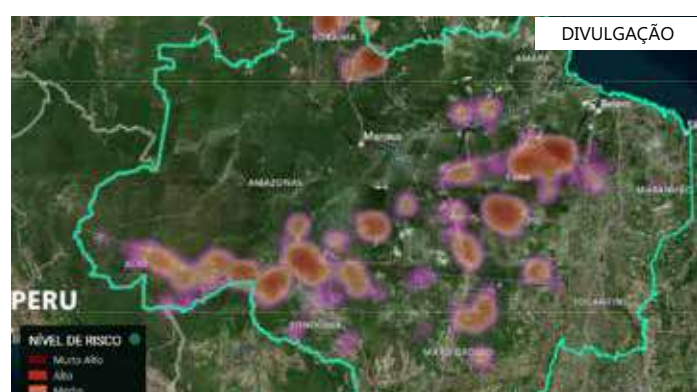 DIVULGAÇÃO
RORAIMA
AMAPÁ
Belém
Manaus
AMAZONAS
PARÁ
MARANHÃO
ACRE
PERU
TOCANTINS
RONDÔNIA
NÍVEL DE RISCO
MATO GROSSO
Muito Alto
Alto
Médio